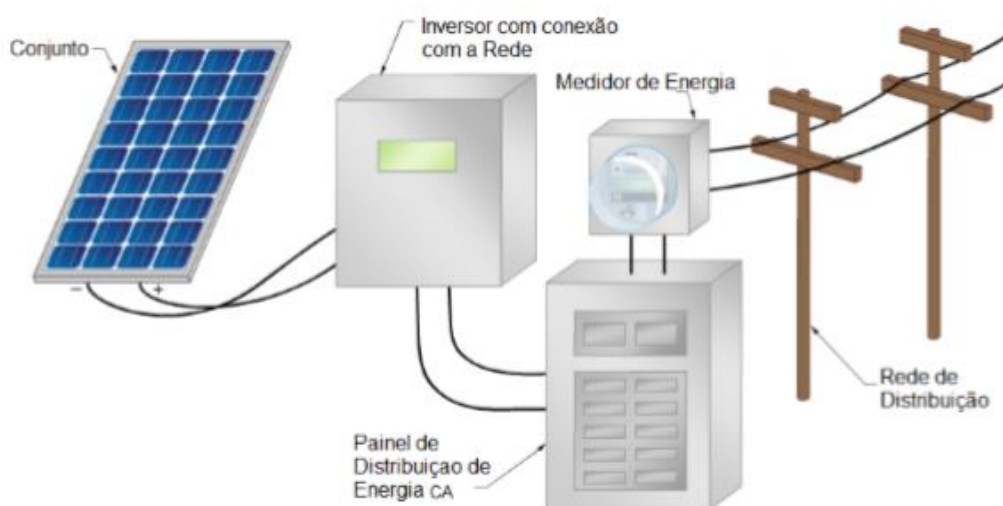 Conjunto
Inversor com conexão
com a Rede
Medidor de Energia
− +
Rede de
Distribuição
Painel de
Distribuiçao de
Energia CA